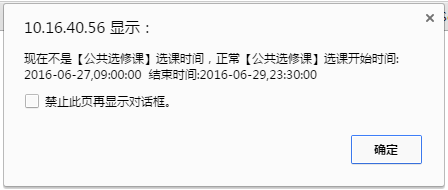 10.16.40.56 显示：
现在不是【公共选修课】选课时间，正常【公共选修课】选课开始时间:
2016-06-27,09:00:00  结束时间:2016-06-29,23:30:00
禁止此页再显示对话框。
确定